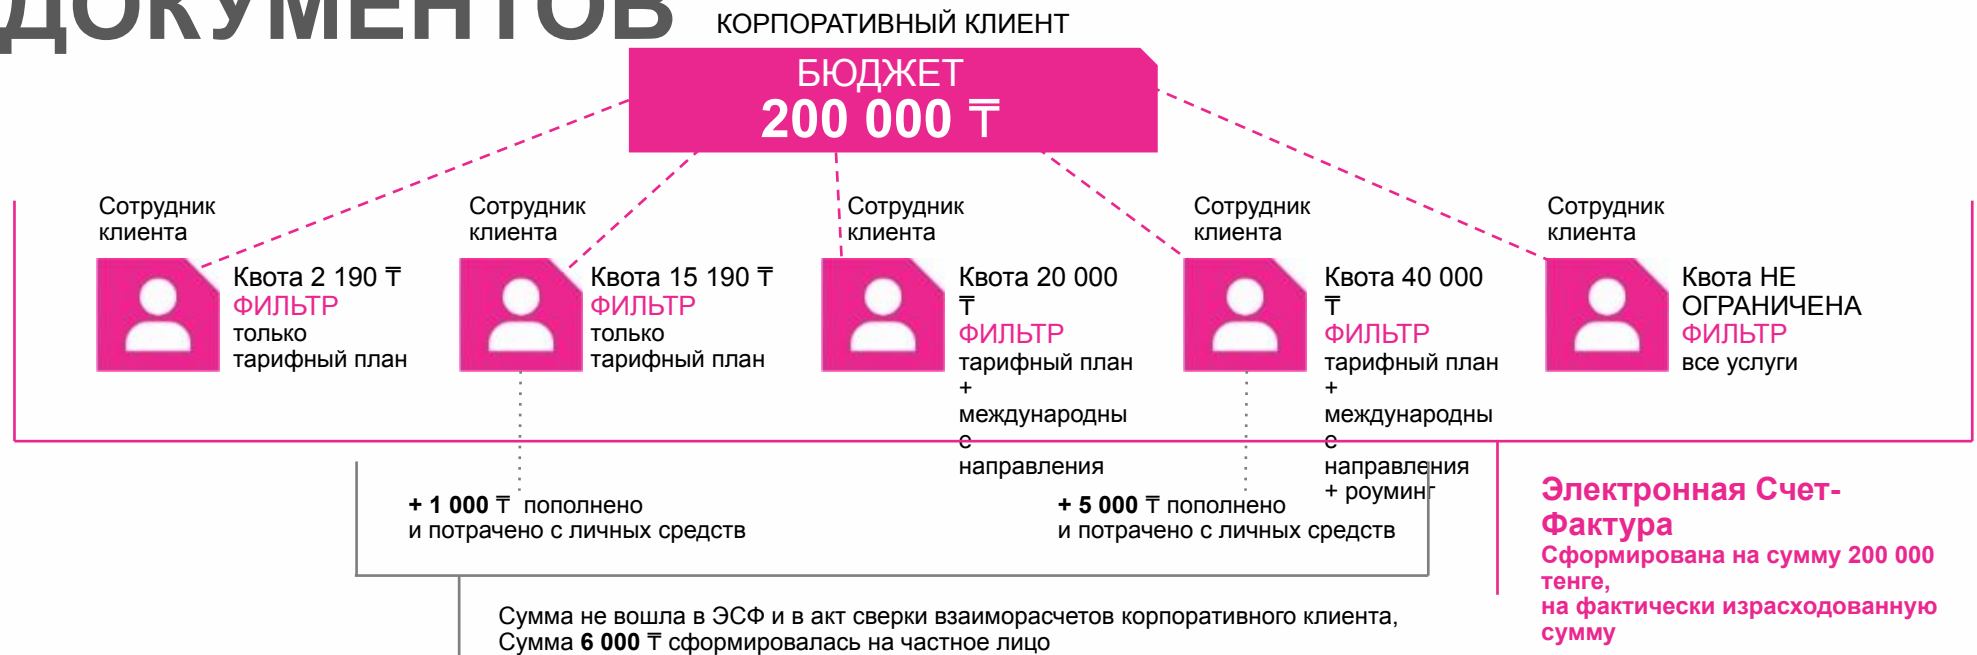 ДОКУМЕНТОВ
КОРПОРАТИВНЫЙ КЛИЕНТ
БЮДЖЕТ
200 000 ₸
Сотрудник
клиента
Квота 2 190 ₸
ФИЛЬТР
только
тарифный план
Сотрудник
клиента
Квота 15 190 ₸
ФИЛЬТР
только
тарифный план
Сотрудник
клиента
Квота 20 000
₸
ФИЛЬТР
тарифный план
+
международны
е
направления
Сотрудник
клиента
Квота 40 000
₸
ФИЛЬТР
тарифный план
+
международны
е
направления
+ роуминг
Сотрудник
клиента
Квота НЕ
ОГРАНИЧЕНА
ФИЛЬТР
все услуги
+ 1 000 ₸ пополнено
и потрачено с личных средств
+ 5 000 ₸ пополнено
и потрачено с личных средств
Электронная Счет-
Фактура
Сформирована на сумму 200 000
тенге,
на фактически израсходованную
сумму
Сумма не вошла в ЭСФ и в акт сверки взаиморасчетов корпоративного клиента,
Сумма 6 000 ₸ сформировалась на частное лицо